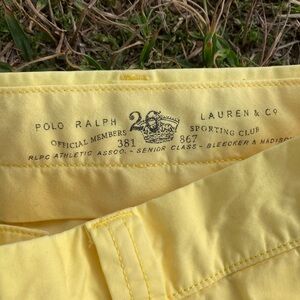 POLO RALPH 26 LAUREN & CO
OFFICIAL MEMBERS SPORTING CLUB
381 867
RLPC ATHLETIC ASSOC. - SENIOR CLASS - BLEECKER & MADISON